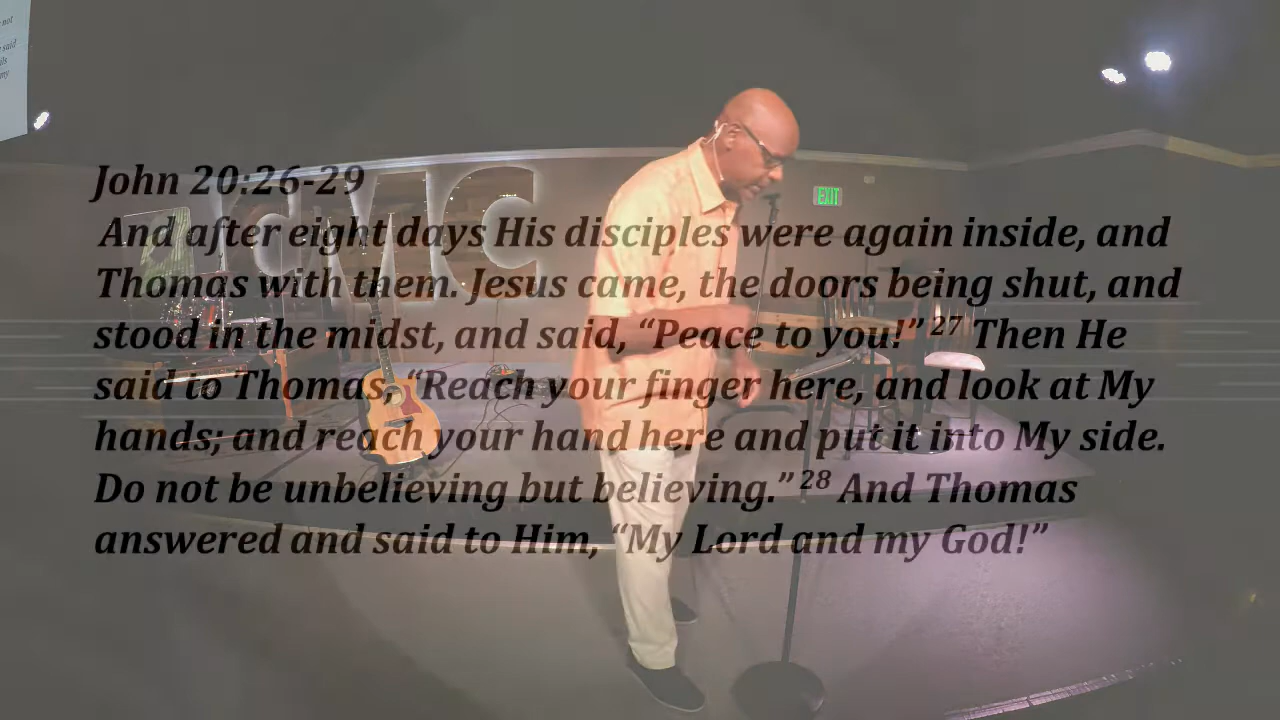 not
said
John 20:26-29
EXIT
CMC
And after eight days His disciples were again inside, and
Thomas with them. Jesus came, the doors being shut, and
stood in the midst, and said, “Peace to you!” 27 Then He
said to Thomas, “Reach your finger here, and look at My
hands; and reach your hand here and put it into My side.
Do not be unbelieving but believing.” 28 And Thomas
answered and said to Him, “My Lord and my God!”